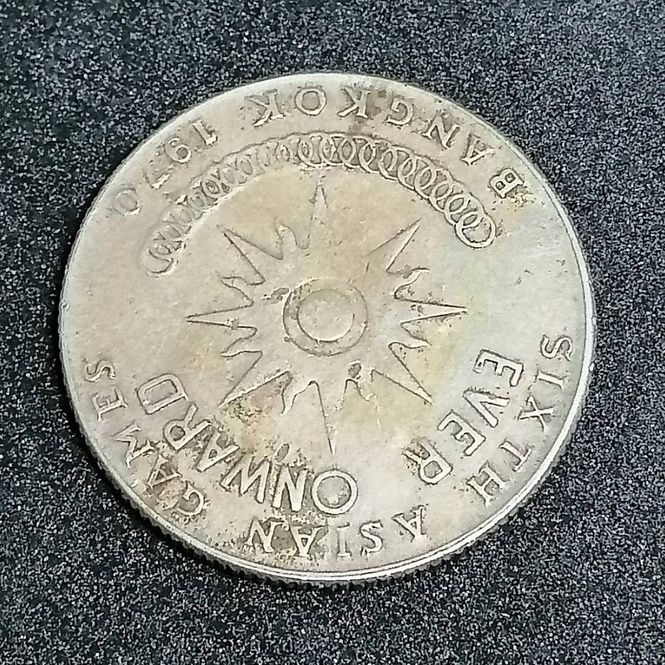 SIXTH ASIAN GAMES
EVER ONWARD
BANGKOK 1970